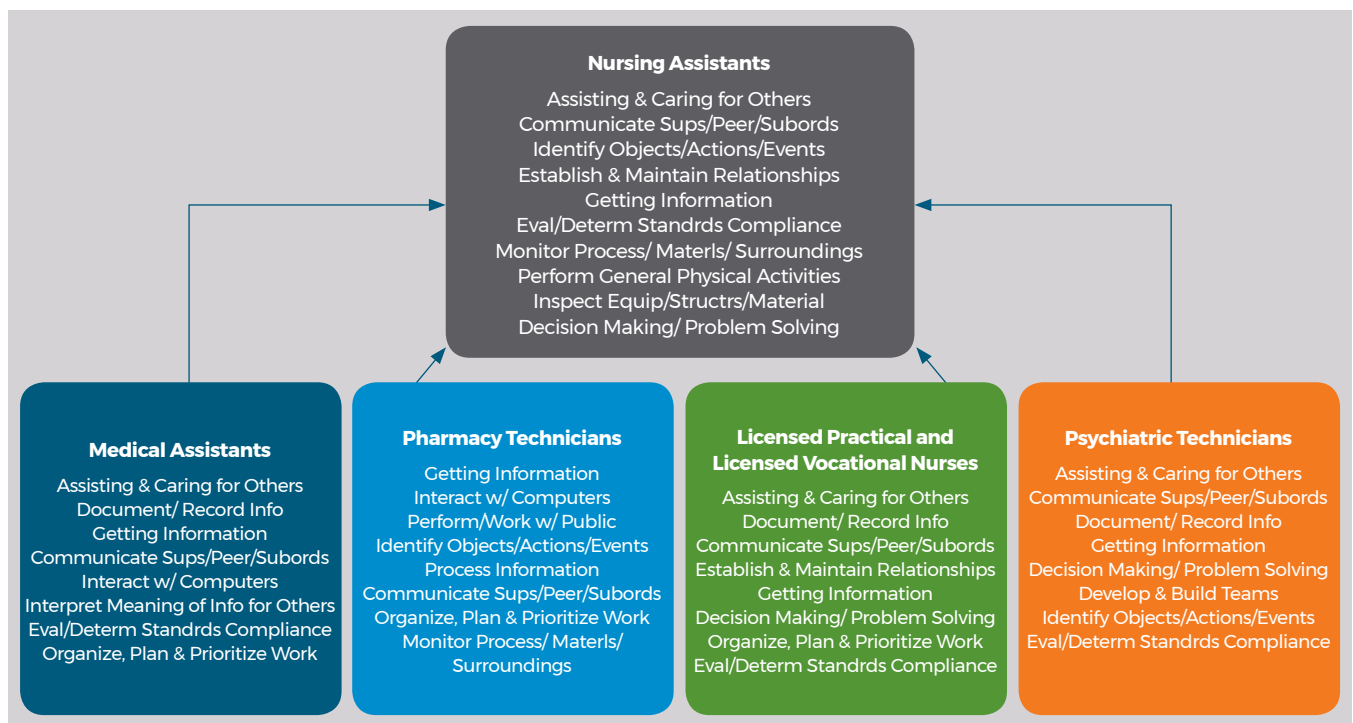 Nursing Assistants
Assisting & Caring for Others
Communicate Sups/Peer/Subords
Identify Objects/Actions/Events
Establish & Maintain Relationships
Getting Information
Eval/Determ Standrds Compliance
Monitor Process/ Materls/ Surroundings
Perform General Physical Activities
Inspect Equip/Structrs/Material
Decision Making/ Problem Solving
Medical Assistants
Assisting & Caring for Others
Document/ Record Info
Getting Information
Communicate Sups/Peer/Subords
Interact w/ Computers
Interpret Meaning of Info for Others
Eval/Determ Standrds Compliance
Organize, Plan & Prioritize Work
Pharmacy Technicians
Getting Information
Interact w/ Computers
Perform/Work w/ Public
Identify Objects/Actions/Events
Process Information
Communicate Sups/Peer/Subords
Organize, Plan & Prioritize Work
Monitor Process/ Materls/
Surroundings
Licensed Practical and
Licensed Vocational Nurses
Assisting & Caring for Others
Document/ Record Info
Communicate Sups/Peer/Subords
Establish & Maintain Relationships
Getting Information
Decision Making/ Problem Solving
Organize, Plan & Prioritize Work
Eval/Determ Standrds Compliance
Psychiatric Technicians
Assisting & Caring for Others
Communicate Sups/Peer/Subords
Document/ Record Info
Getting Information
Decision Making/ Problem Solving
Develop & Build Teams
Identify Objects/Actions/Events
Eval/Determ Standrds Compliance